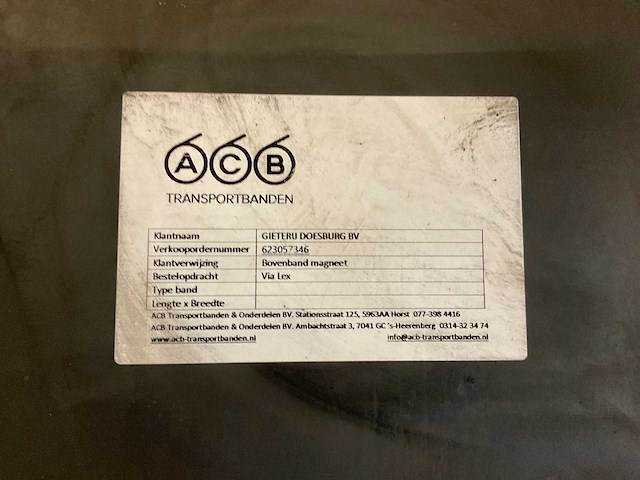 ACB
TRANSPORTBANDEN
Klantnaam GIETERIJ DOESBURG BV
Verkoopordernummer 623057346
Klantverwijzing Bovenband magneet
Bestelopdracht Via Lex
Type band
Lengte x Breedte
ACB Transportbanden & Onderdelen BV. Stationsstraat 125, 5963AA Horst 077-398 4416
ACB Transportbanden & Onderdelen BV. Ambachtstraat 3, 7041 GC 's-Heerenberg 0314-32 34 74
www.acb-transportbanden.nl info@acb-transportbanden.nl